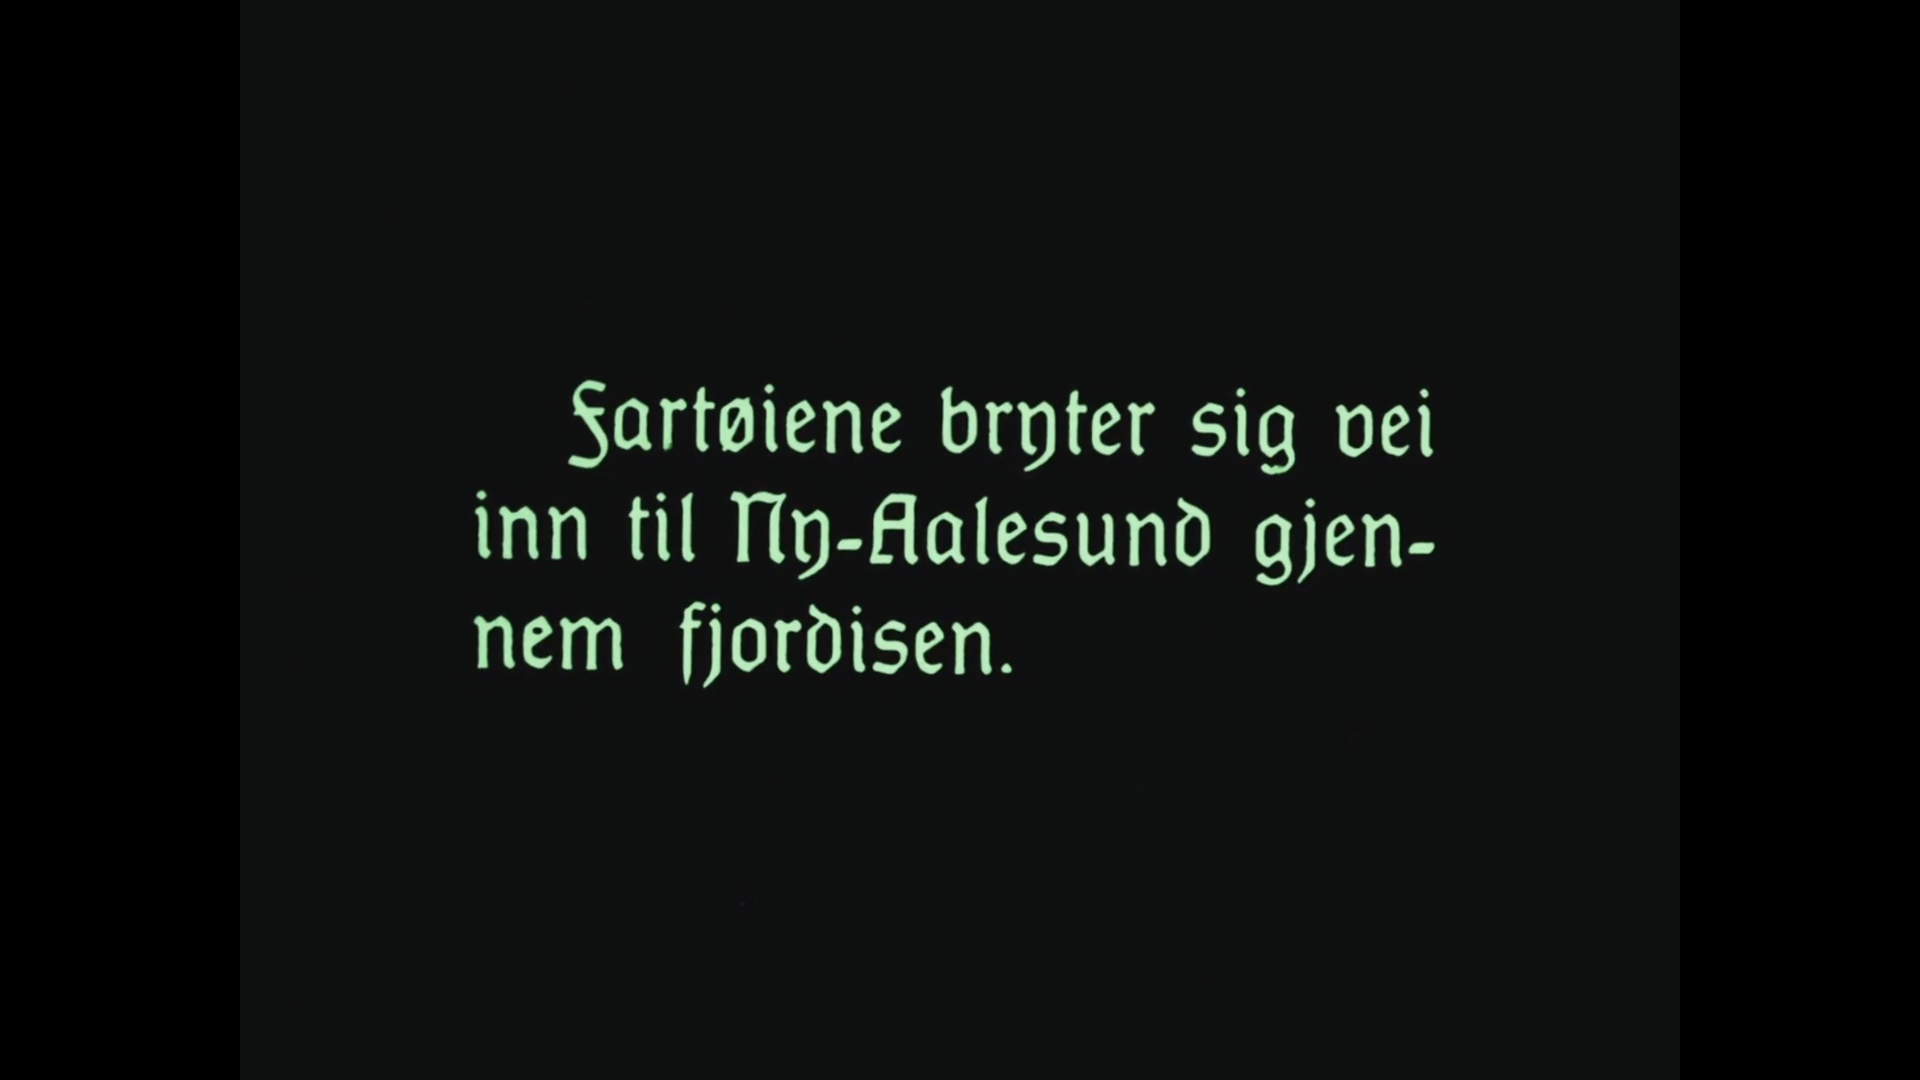 Fartøiene bryter sig vei
inn til Ny-Aalesund gjen-
nem fjordisen.